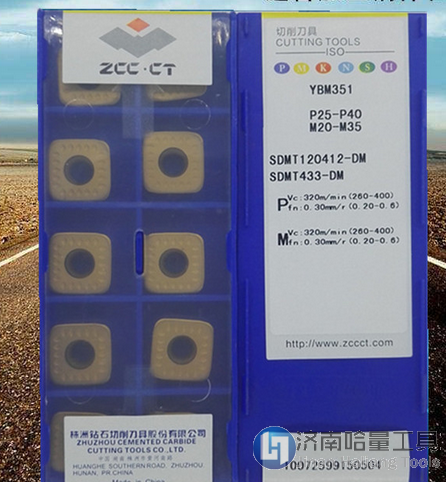 ZCC·CT
株洲钻石切削刀具股份有限公司
ZHUZHOU CEMENTED CARBIDE
CUTTING TOOLS CO.,LTD.
HUANGHE SOUTHERN ROAD, ZHUZHOU,
HUNAN, PR CHINA
Made in China
切削刀具
CUTTING TOOLS
ISO
P M K N S H
YBM351
P25-P40
M20-M35
SDMT120412-DM
SDMT433-DM
P Vc:320m/min(260-400)
fn:0.30mm/r(0.20-0.6)
M Vc:320m/min(260-400)
fn:0.30mm/r(0.20-0.6)
http://www.zccct.com
济南哈量工具
10072599150504